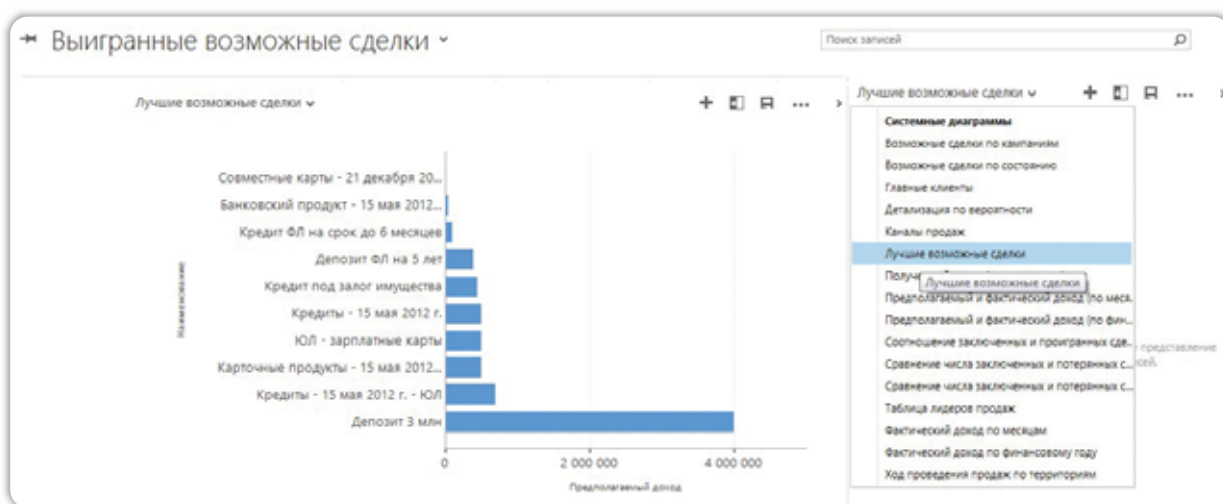 Выигранные возможные сделки
Поиск записей
Лучшие возможные сделки
Наименование
Совместные карты - 21 декабря 20...
Банковский продукт - 15 мая 2012...
Кредит ФЛ на срок до 6 месяцев
Депозит ФЛ на 5 лет
Кредит под залог имущества
Кредиты - 15 мая 2012 г.
ЮЛ - зарплатные карты
Карточные продукты - 15 мая 2012...
Кредиты - 15 мая 2012 г. - ЮЛ
Депозит 3 млн
0 2 000 000 4 000 000
Предполагаемый доход
Лучшие возможные сделки
Системные диаграммы
Возможные сделки по кампаниям
Возможные сделки по состоянию
Главные клиенты
Детализация по вероятности
Каналы продаж
Лучшие возможные сделки
Лучшие возможные сделки
Предполагаемый и фактический доход (по меся...
Предполагаемый и фактический доход (по фин...
Соотношение заключенных и проигранных сде...
Сравнение числа заключенных и потерянных с...
Сравнение числа заключенных и потерянных с...
Таблица лидеров продаж
Фактический доход по месяцам
Фактический доход по финансовому году
Ход проведения продаж по территориям
представление